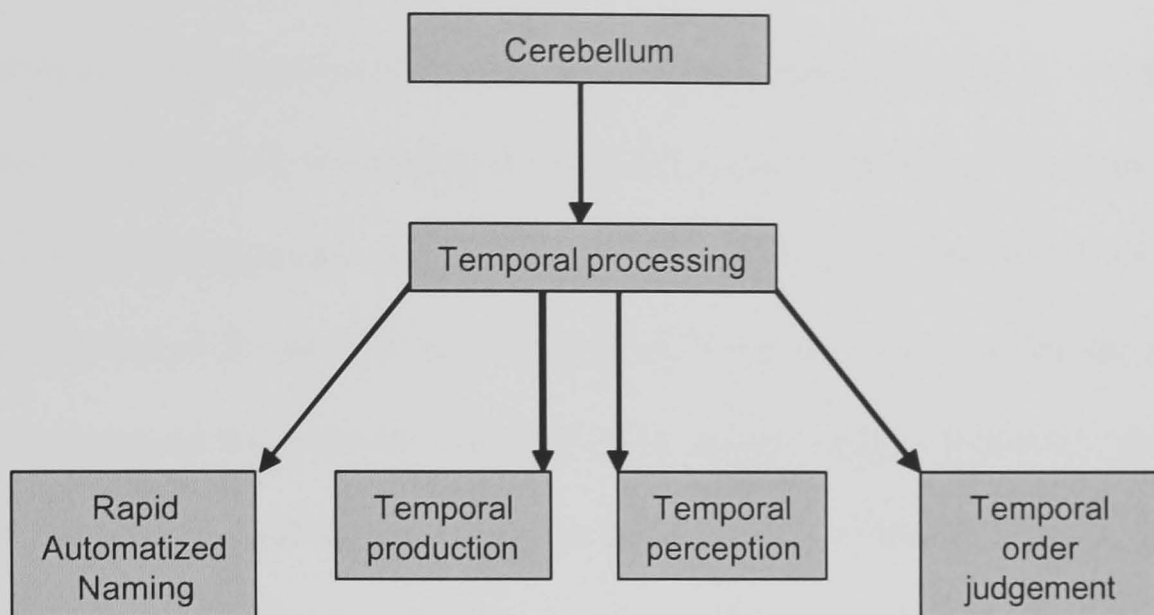 Cerebellum
Temporal processing
Rapid
Automatized
Naming
Temporal
production
Temporal
perception
Temporal
order
judgement